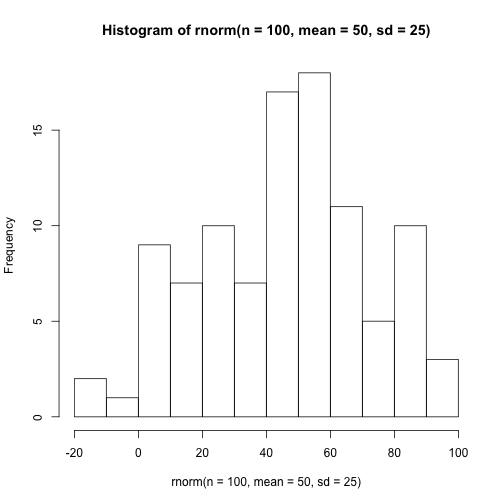 Histogram of rnorm(n = 100, mean = 50, sd = 25)
Frequency
15
10
5
0
-20 0 20 40 60 80 100
rnorm(n = 100, mean = 50, sd = 25)